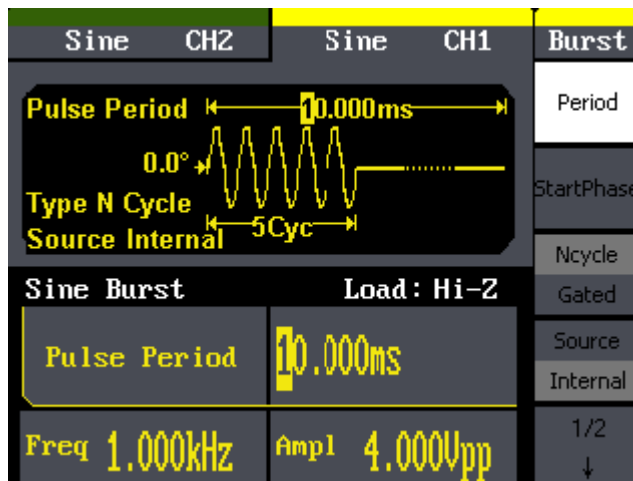 Sine CH2
Sine CH1
Burst
Pulse Period 10.000ms
0.0°
Type N Cycle
Source Internal
5Cyc
Sine Burst Load: Hi-Z
Pulse Period 10.000ms
Freq 1.000kHz
Ampl 4.000Vpp
Period
StartPhase
Ncycle
Gated
Source
Internal
1/2
↓